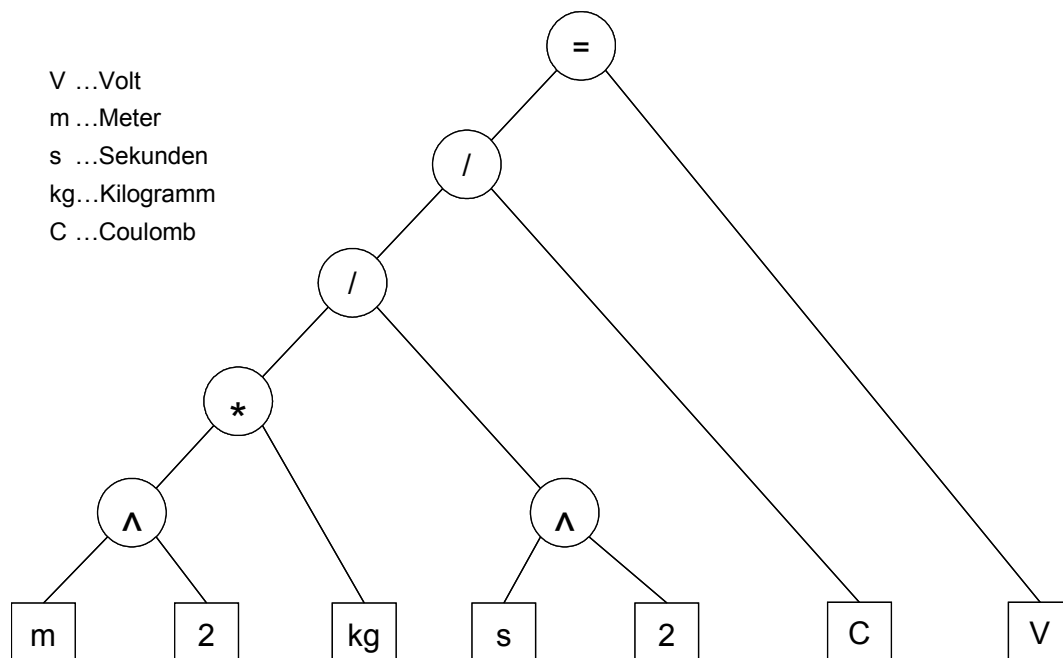 =
V …Volt
m …Meter
s …Sekunden
kg…Kilogramm
C …Coulomb
/
/
*
^
^
m 2 kg s 2 C V